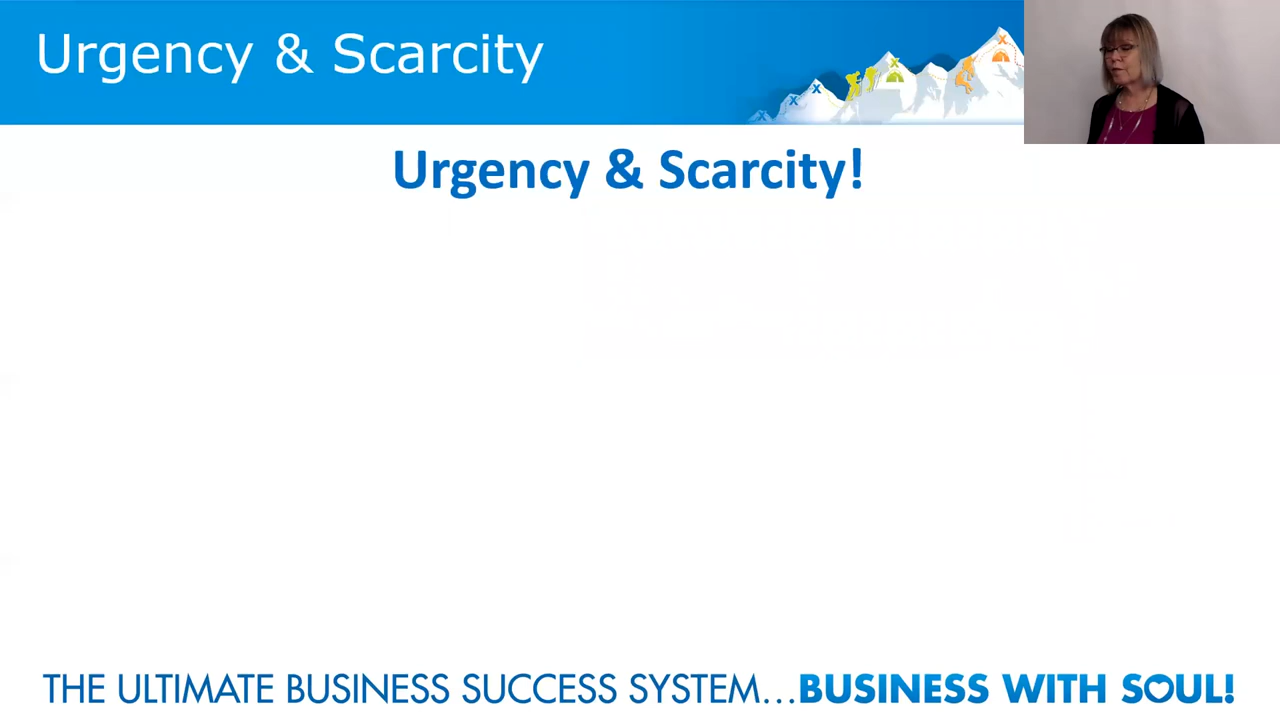 Urgency & Scarcity
Urgency & Scarcity!
THE ULTIMATE BUSINESS SUCCESS SYSTEM...BUSINESS WITH SOUL!